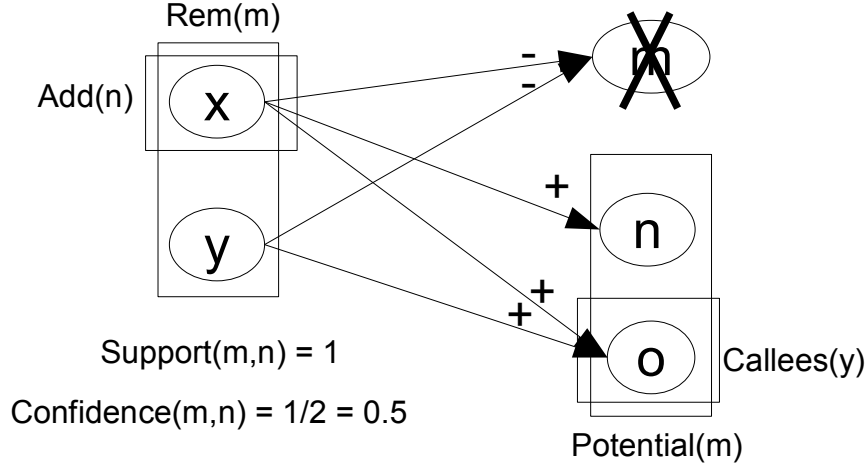 Rem(m)
Add(n)
x
y
-
-
+
+
+
m
n
o
Callees(y)
Potential(m)
Support(m,n) = 1
Confidence(m,n) = 1/2 = 0.5